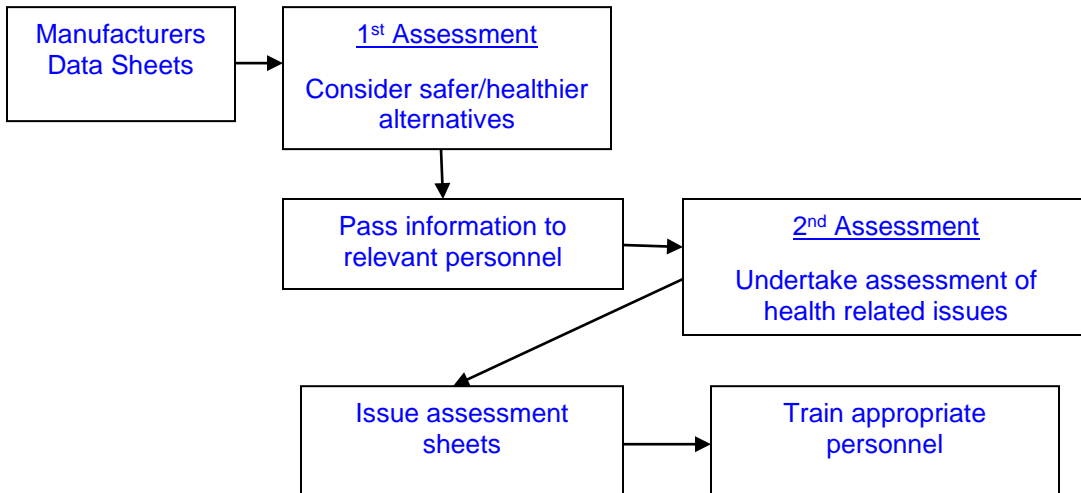 Manufacturers
Data Sheets
1st Assessment
Consider safer/healthier
alternatives
Pass information to
relevant personnel
2nd Assessment
Undertake assessment of
health related issues
Issue assessment
sheets
Train appropriate
personnel